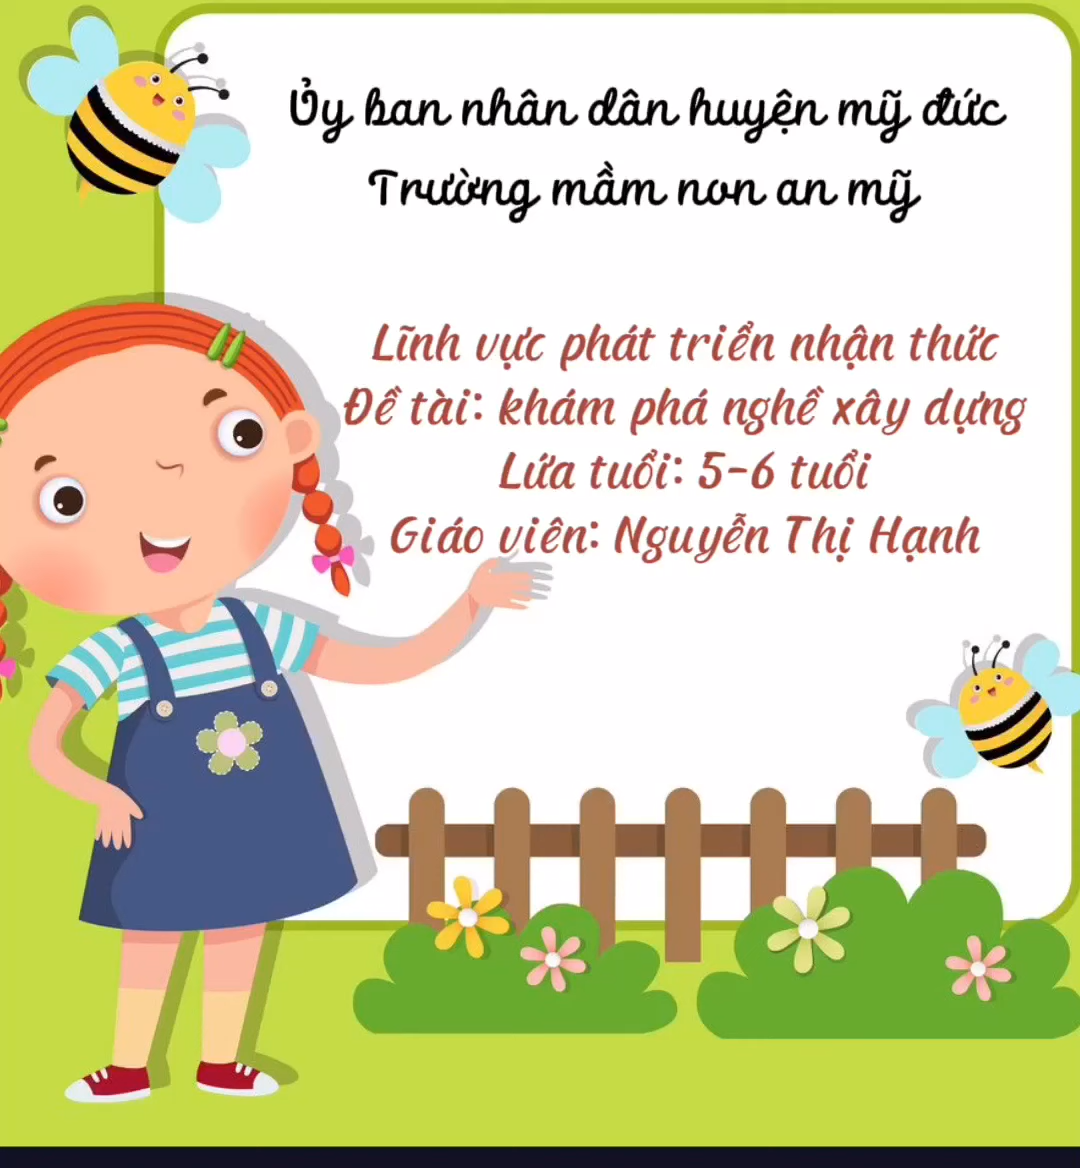 Ủy ban nhân dân huyện mỹ đức
Trường mầm non an mỹ
Lĩnh vực phát triển nhận thức
Đề tài: khám phá nghề xây dựng
Lứa tuổi: 5-6 tuổi
Giáo viên: Nguyễn Thị Hạnh